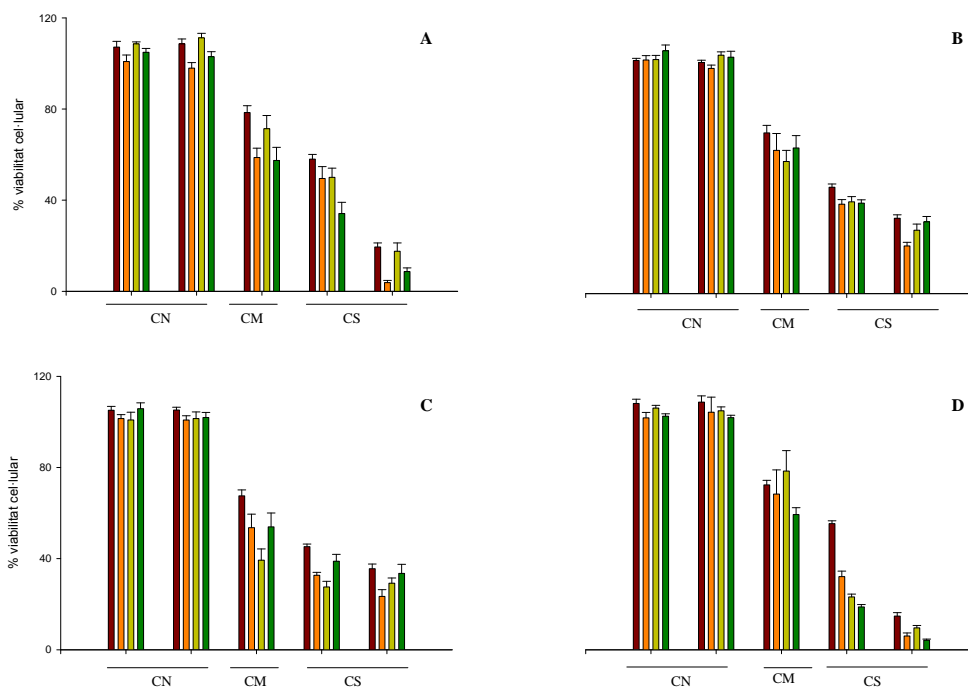 120
80
40
0
% viabilitat cel·lular
A
CN
CM
CS
B
CN
CM
CS
120
80
40
0
% viabilitat cel·lular
C
CN
CM
CS
D
CN
CM
CS